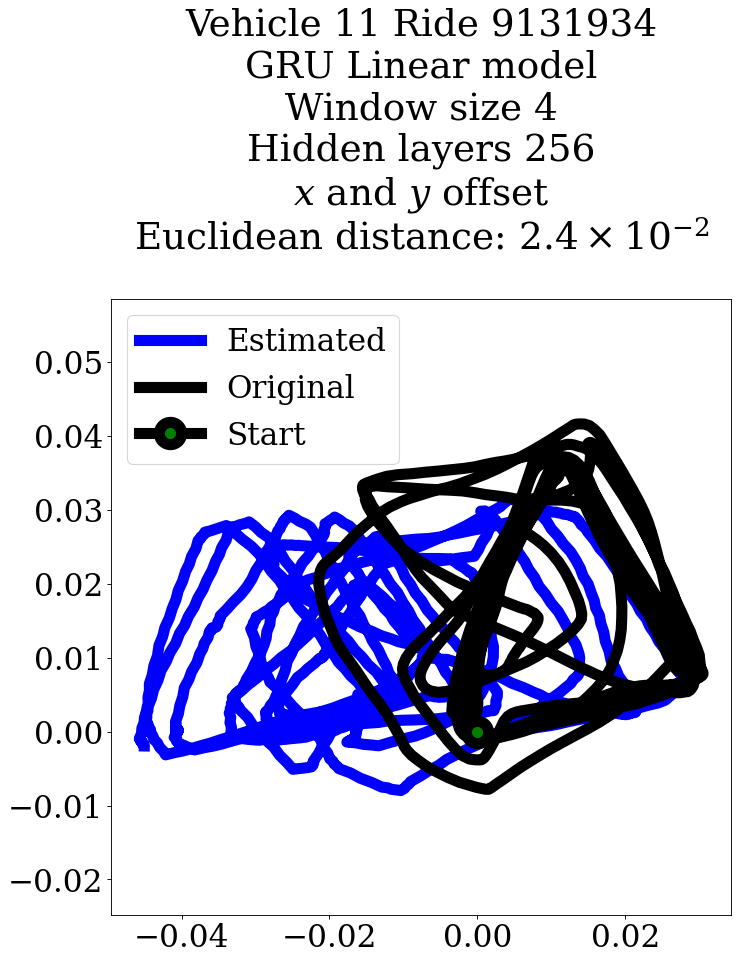 Vehicle 11 Ride 9131934
GRU Linear model
Window size 4
Hidden layers 256
x and y offset
Euclidean distance: 2.4 × 10⁻²
Estimated
Original
Start
0.05
0.04
0.03
0.02
0.01
0.00
−0.01
−0.02
−0.04 −0.02 0.00 0.02